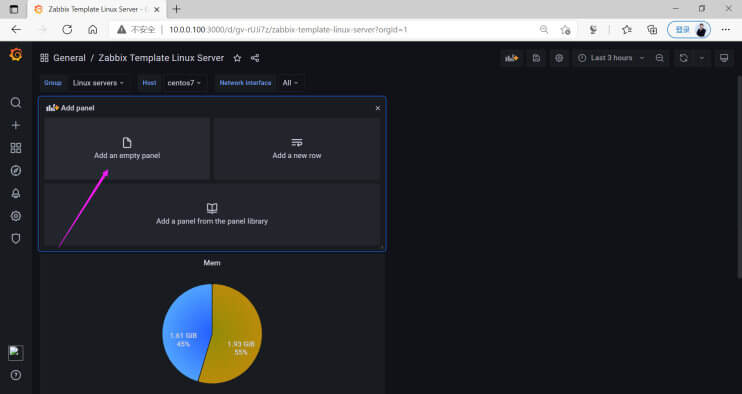 Zabbix Template Linux Server - G
不安全
10.0.0.100:3000/d/gv-rUJi7z/zabbix-template-linux-server?orgId=1
登录
General / Zabbix Template Linux Server
Last 3 hours
Group Linux servers Host centos7 Network interface All
Add panel
Add an empty panel
Add a new row
Add a panel from the panel library
Mem
1.61 GiB
45%
1.93 GiB
55%